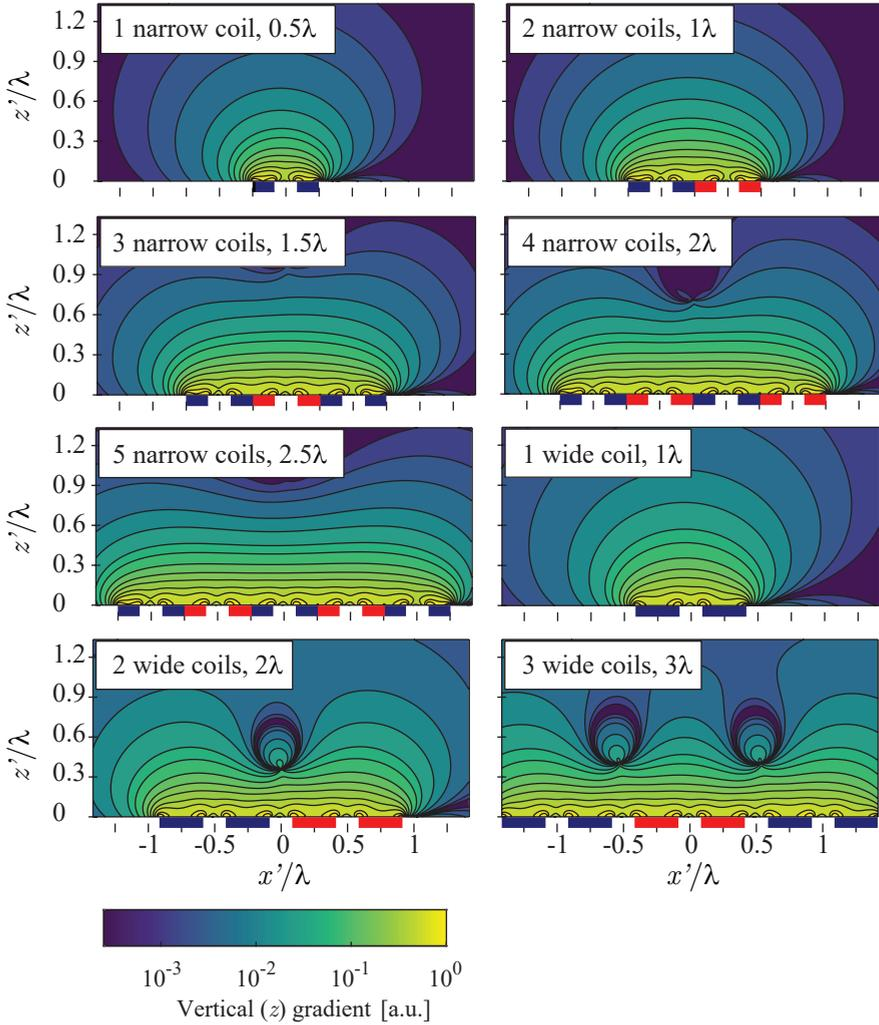 1 narrow coil, 0.5λ
2 narrow coils, 1λ
1.2
0.9
0.6
0.3
0
z'/λ
3 narrow coils, 1.5λ
4 narrow coils, 2λ
1.2
0.9
0.6
0.3
0
z'/λ
5 narrow coils, 2.5λ
1 wide coil, 1λ
1.2
0.9
0.6
0.3
0
z'/λ
2 wide coils, 2λ
3 wide coils, 3λ
1.2
0.9
0.6
0.3
0
z'/λ
-1 -0.5 0 0.5 1
-1 -0.5 0 0.5 1
x'/λ
x'/λ
10^-3 10^-2 10^-1 10^0
Vertical (z) gradient [a.u.]